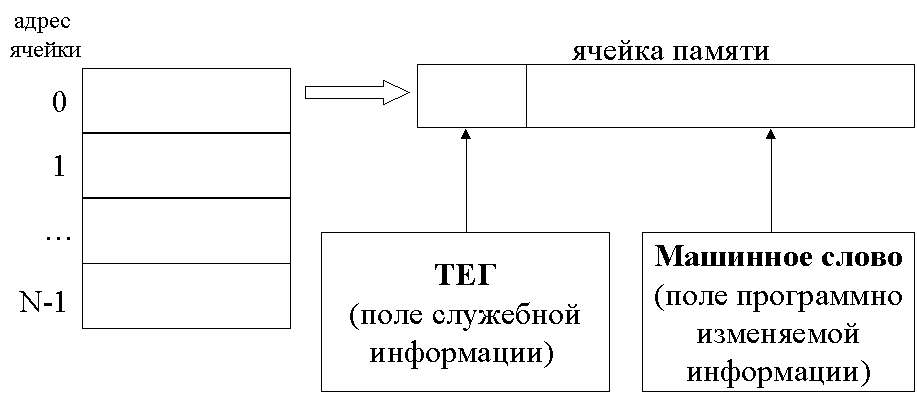 адрес
ячейки
0
1
...
N-1
ячейка памяти
ТЕГ
(поле служебной
информации)
Машинное слово
(поле программно
изменяемой
информации)